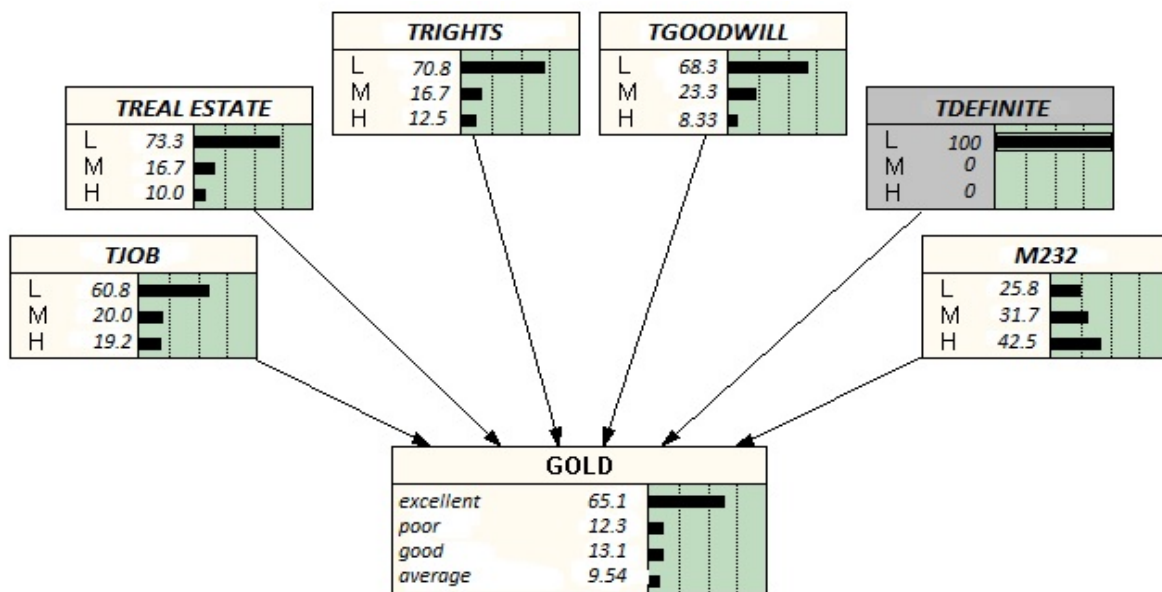 TRIGHTS
L 70.8
M 16.7
H 12.5
TGOODWILL
L 68.3
M 23.3
H 8.33
TREAL ESTATE
L 73.3
M 16.7
H 10.0
TDEFINITE
L 100
M 0
H 0
TJOB
L 60.8
M 20.0
H 19.2
M232
L 25.8
M 31.7
H 42.5
GOLD
excellent 65.1
poor 12.3
good 13.1
average 9.54